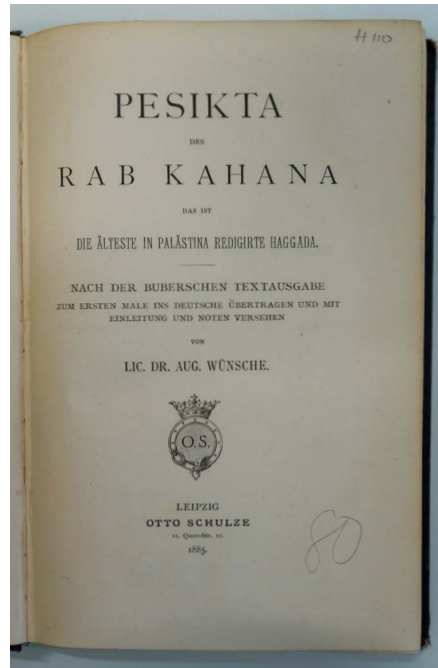 H 110
PESIKTA
DES
RAB KAHANA
DAS IST
DIE ÄLTESTE IN PALÄSTINA REDIGIRTE HAGGADA.
NACH DER BUBERSCHEN TEXTAUSGABE
ZUM ERSTEN MALE INS DEUTSCHE ÜBERTRAGEN UND MIT
EINLEITUNG UND NOTEN VERSEHEN
VON
LIC. DR. AUG. WÜNSCHE.
O.S.
LEIPZIG
OTTO SCHULZE
11. Quer-Str. 11.
1885.
80